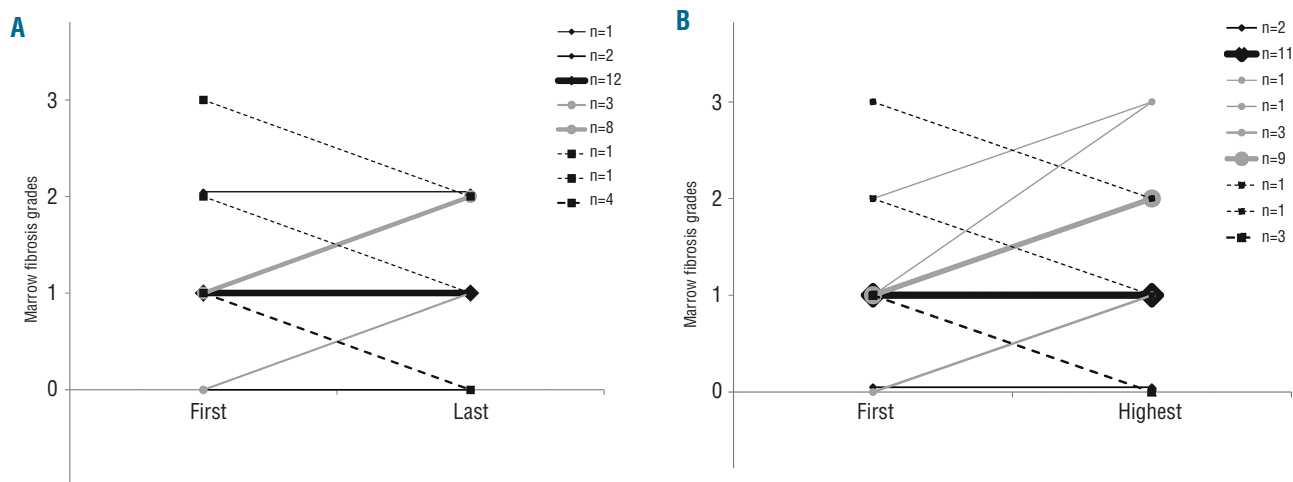 A
Marrow fibrosis grades
3
2
1
0
First
Last
n=1
n=2
n=12
n=3
n=8
n=1
n=1
n=4
B
Marrow fibrosis grades
3
2
1
0
First
Highest
n=2
n=11
n=1
n=1
n=3
n=9
n=1
n=1
n=3